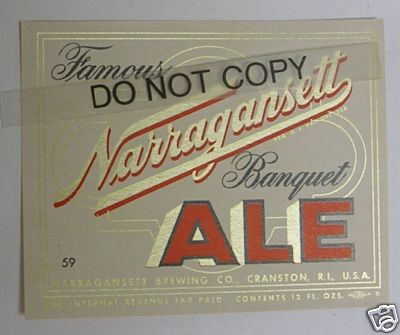 Famous
DO NOT COPY
Narragansett
Banquet
ALE
59
NARRAGANSETT BREWING CO., CRANSTON, R.I., U.S.A.
INTERNAL REVENUE TAX PAID CONTENTS 12 FL. OZS.